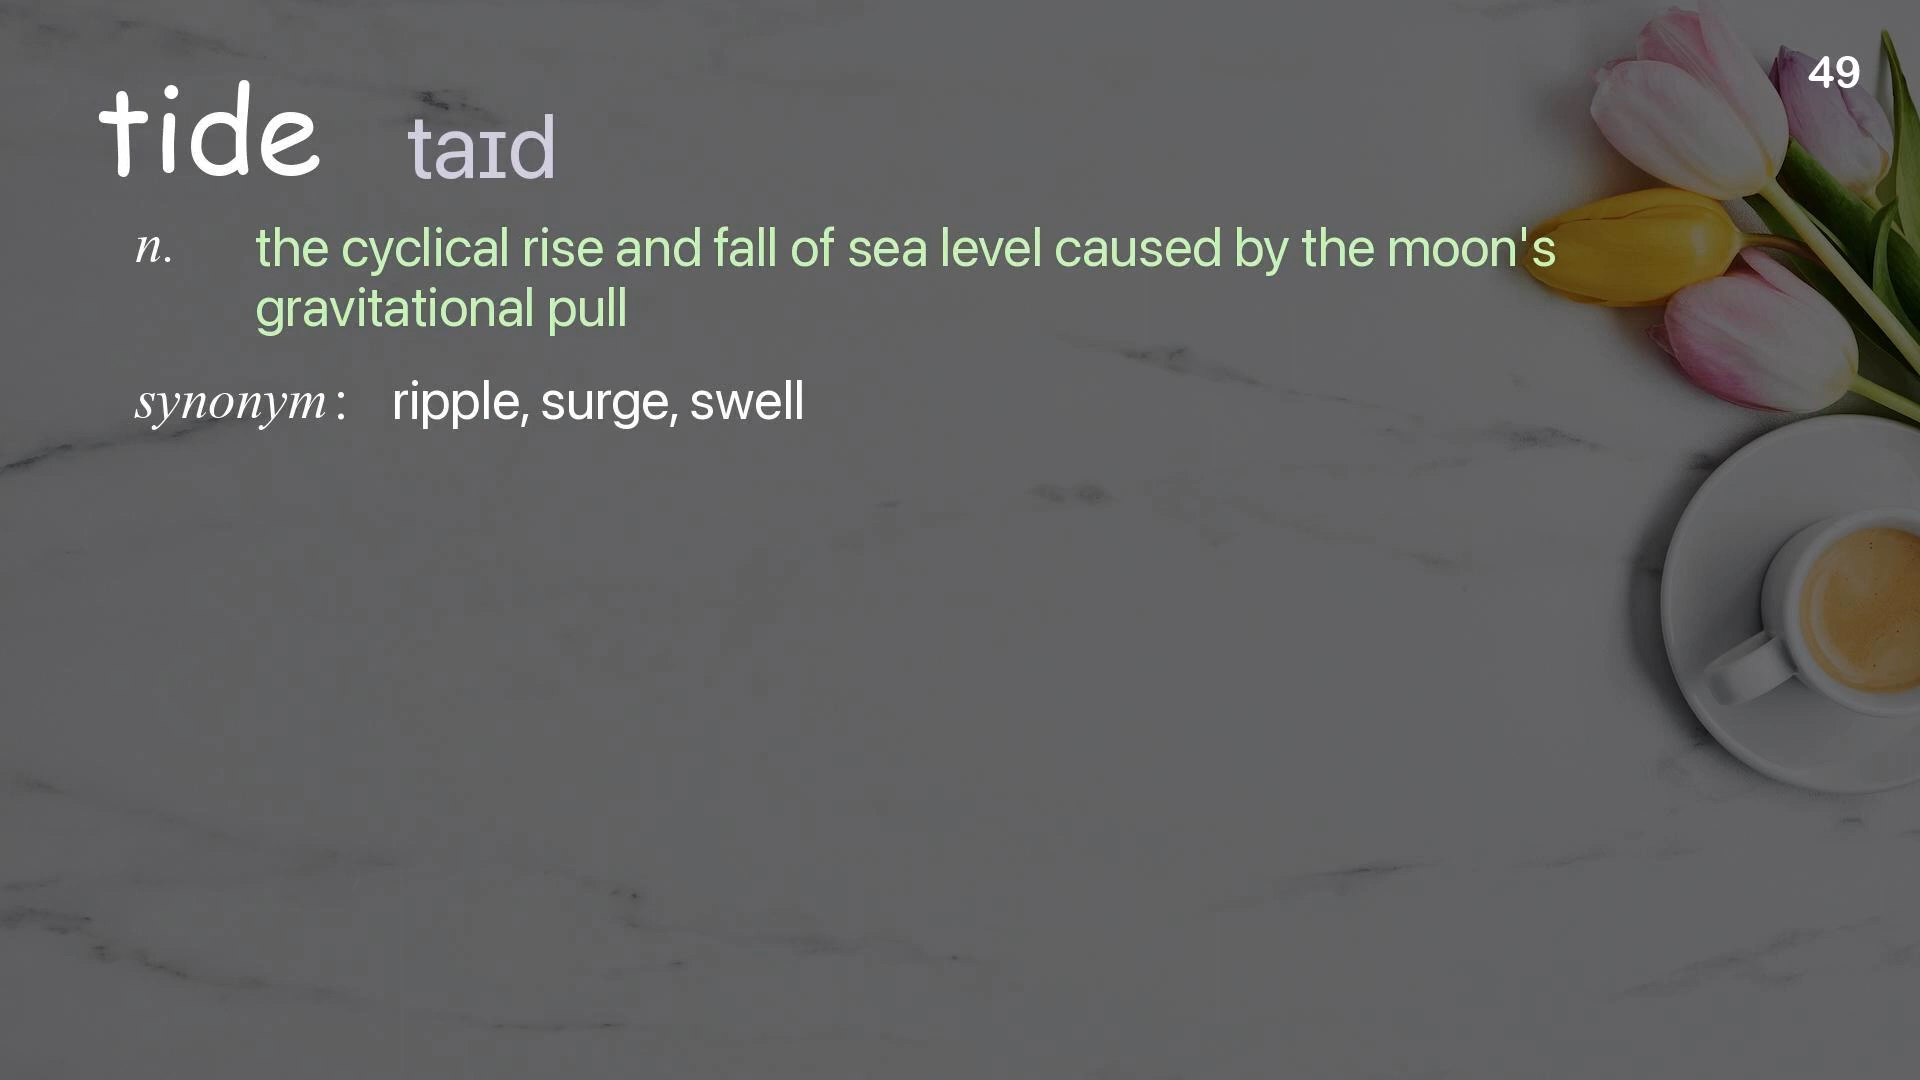 49
tide taɪd
n. the cyclical rise and fall of sea level caused by the moon's
gravitational pull
synonym: ripple, surge, swell